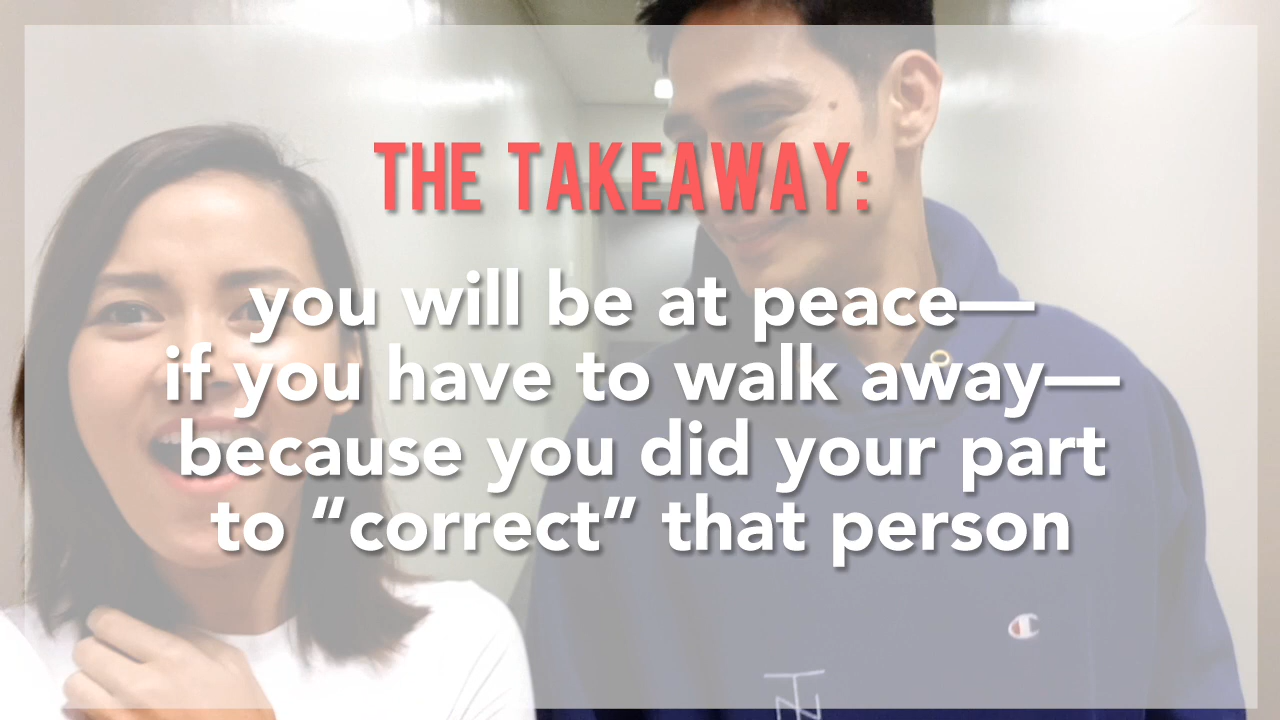 THE TAKEAWAY:
you will be at peace—
if you have to walk away—
because you did your part
to “correct” that person